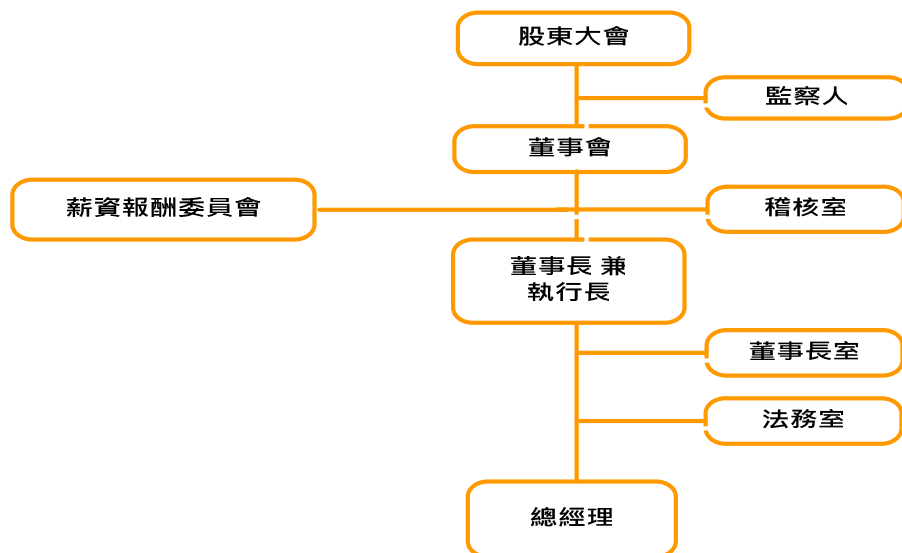 股東大會
監察人
董事會
薪資報酬委員會
稽核室
董事長 兼
執行長
董事長室
法務室
總經理